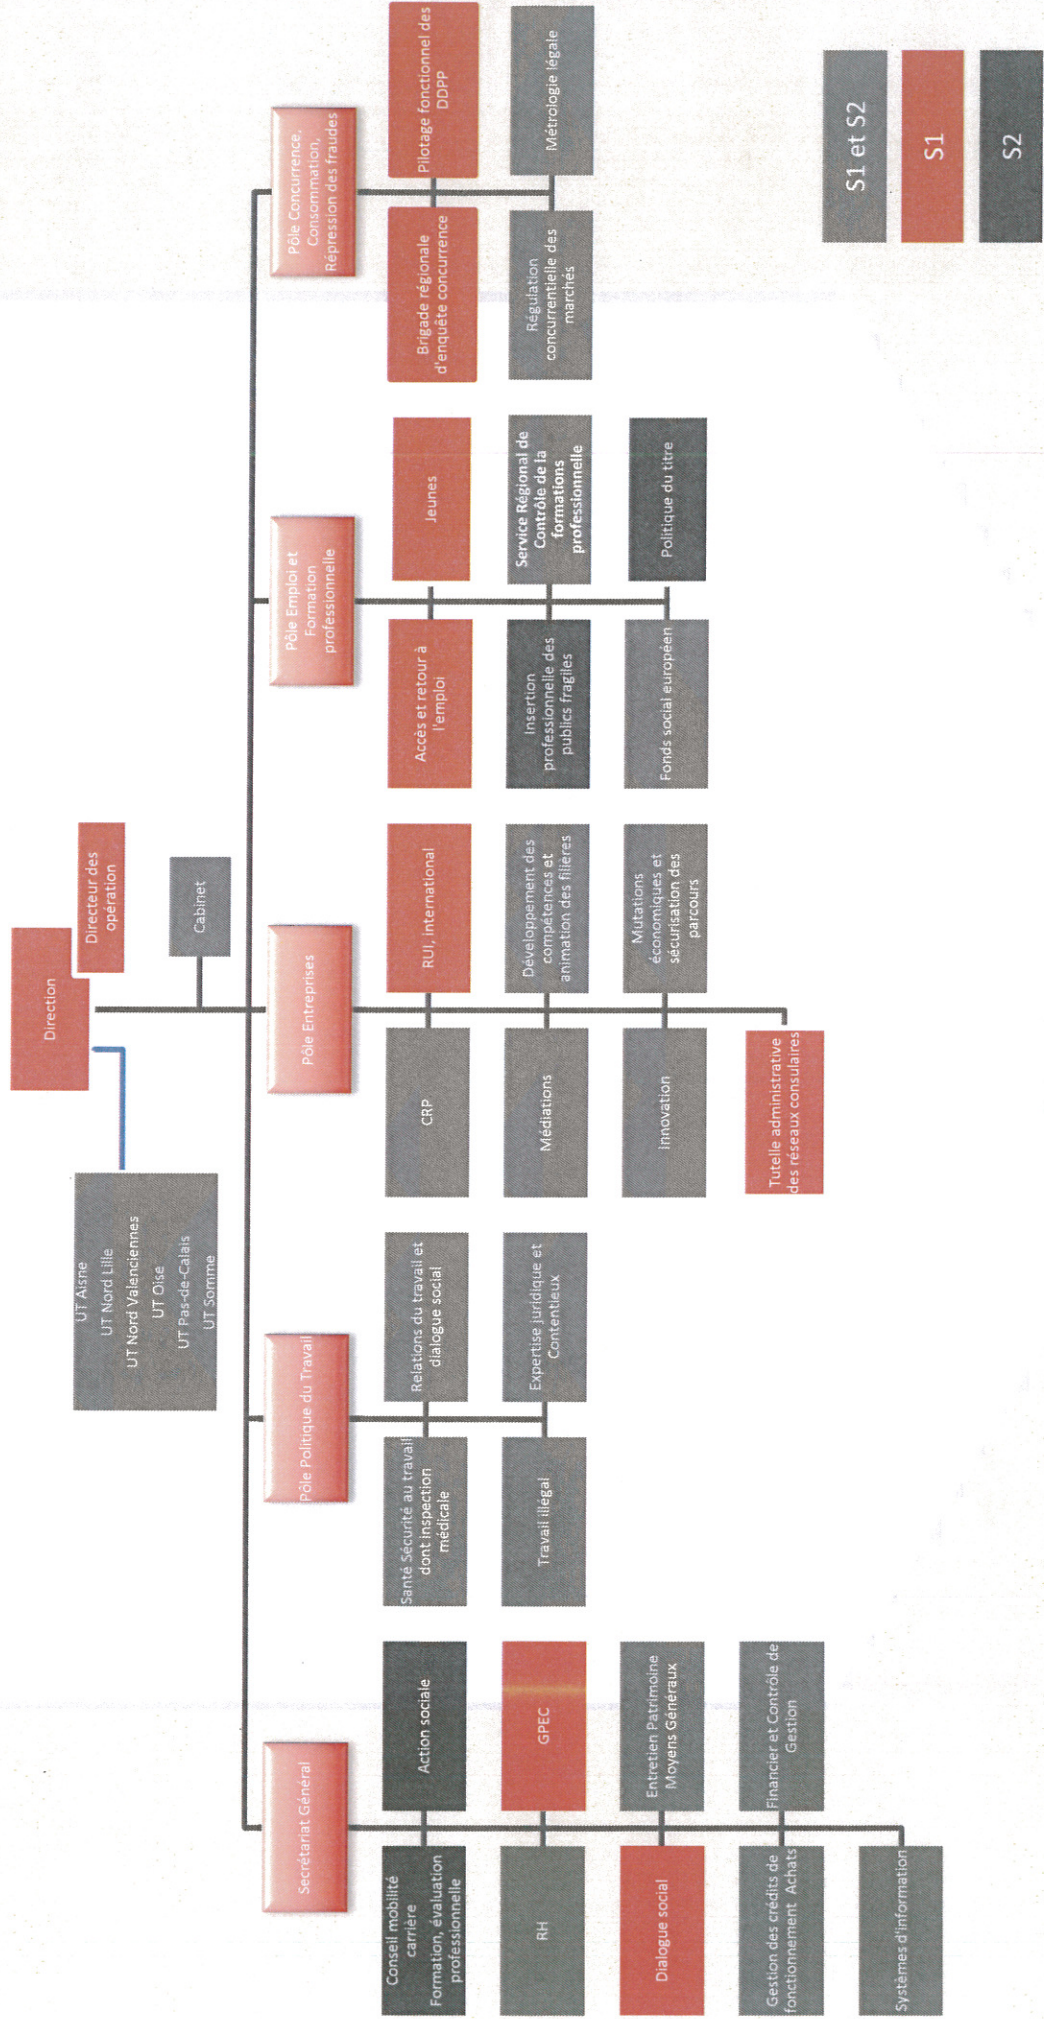 Direction
Directeur des
opération
Cabinet
UT Aisne
UT Nord Lille
UT Nord Valenciennes
UT Oise
UT Pas-de-Calais
UT Somme
Secrétariat Général
Conseil mobilité
carrière
Formation, évaluation
professionnelle
Action sociale
RH
GPEC
Dialogue social
Entretien Patrimoine
Moyens Généraux
Gestion des crédits de
fonctionnement Achats
Financier et Contrôle de
Gestion
Systèmes d'information
Pôle Politique du Travail
Santé Sécurité au travail
dont inspection
médicale
Relations du travail et
dialogue social
Travail illégal
Expertise juridique et
Contentieux
Pôle Entreprises
CRP
RUI, international
Médiations
Développement des
compétences et
animation des filières
Innovation
Mutations
économiques et
sécurisation des
parcours
Tutelle administrative
des réseaux consulaires
Pôle Emploi et
Formation
professionnelle
Accès et retour à
l'emploi
Jeunes
Insertion
professionnelle des
publics fragiles
Service Régional de
Contrôle de la
formations
professionnelle
Fonds social européen
Politique du titre
Pôle Concurrence,
Consommation,
Répression des fraudes
Brigade régionale
d'enquête concurrence
Pilotage fonctionnel des
DDPP
Régulation
concurrentielle des
marchés
Métrologie légale
S1 et S2
S1
S2